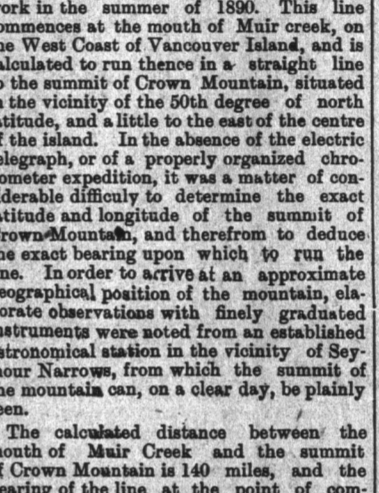 ork in the summer of 1890. This line
ommences at the mouth of Muir creek, on
he West Coast of Vancouver Island, and is
alculated to run thence in a straight line
o the summit of Crown Mountain, situated
n the vicinity of the 50th degree of north
atitude, and a little to the east of the centre
f the island. In the absence of the electric
elegraph, or of a properly organized chro-
ometer expedition, it was a matter of con-
iderable difficuly to determine the exact
atitude and longitude of the summit of
rown Mountain, and therefrom to deduce
he exact bearing upon which to run the
ine. In order to arrive at an approximate
eographical position of the mountain, ela-
orate observations with finely graduated
nstruments were noted from an established
stronomical station in the vicinity of Sey-
our Narrows, from which the summit of
he mountain can, on a clear day, be plainly
een.
The calculated distance between the
outh of Muir Creek and the summit
f Crown Mountain is 140 miles, and the
earing of the line at the point of com-